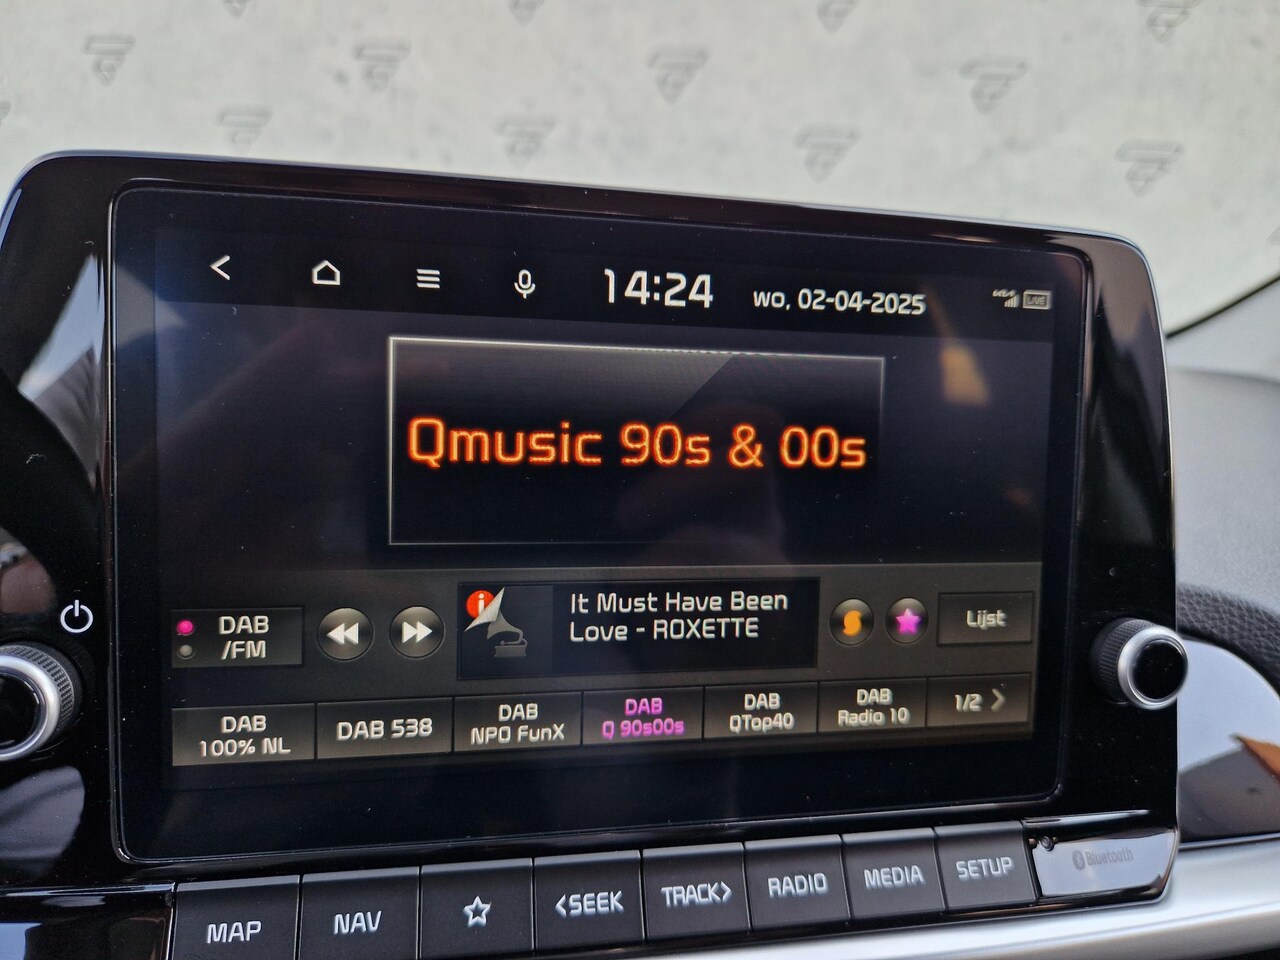 14:24
wo, 02-04-2025
LIVE
Qmusic 90s & 00s
DAB
/FM
It Must Have Been
Love - ROXETTE
Lijst
DAB
100% NL
DAB 538
DAB
NPO FunX
DAB
Q 90s00s
DAB
QTop40
DAB
Radio 10
1/2 >
MAP
NAV
<SEEK
TRACK>
RADIO
MEDIA
SETUP
Bluetooth